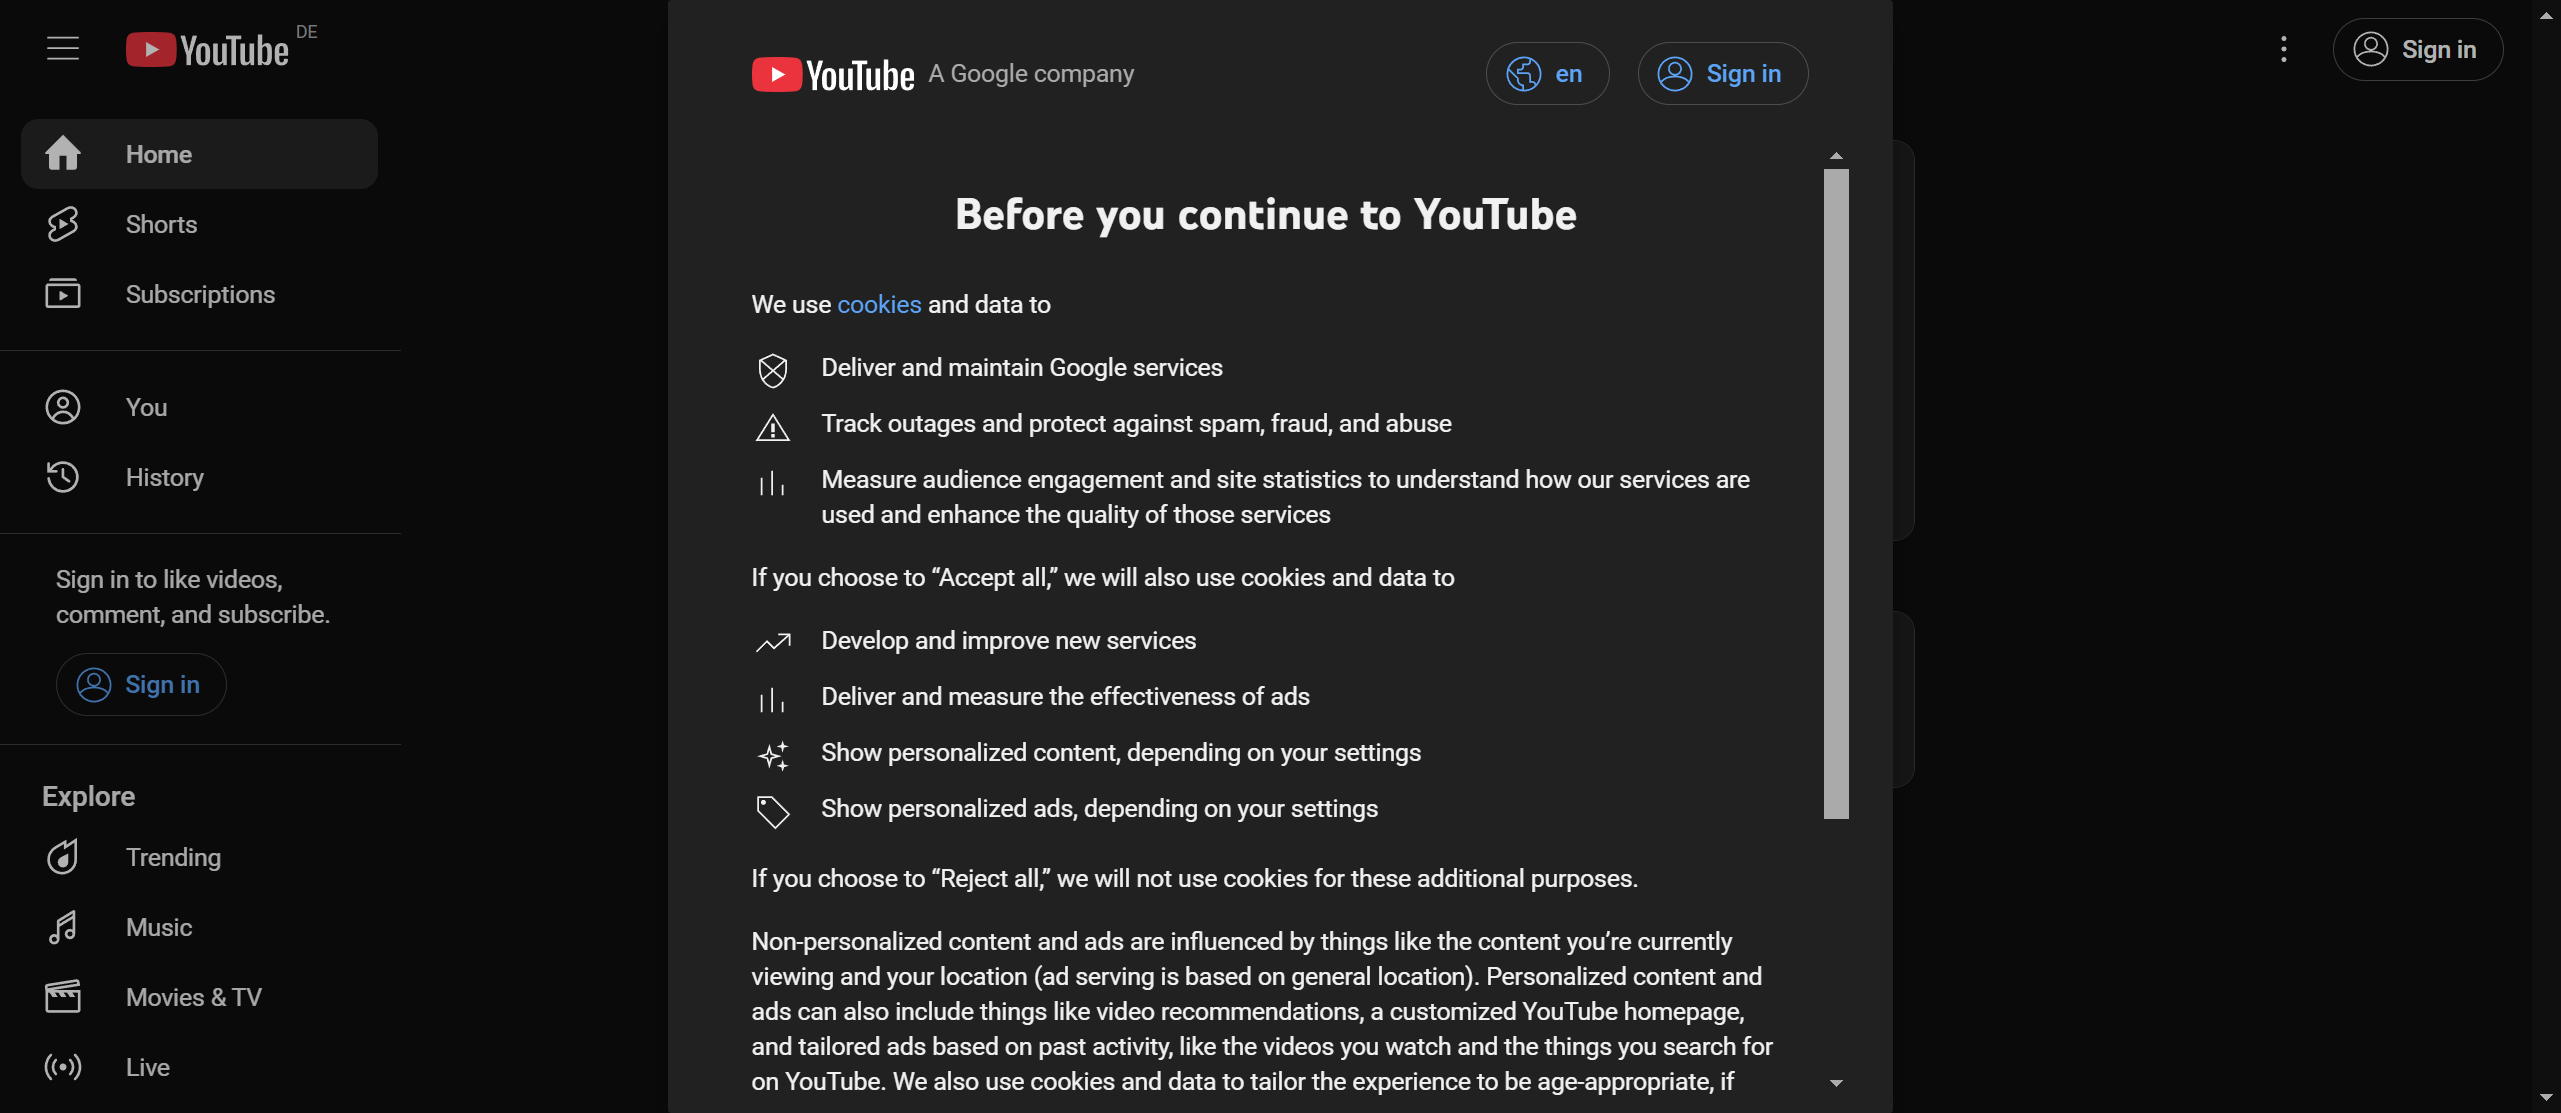 YouTube DE
Home
Shorts
Subscriptions
You
History
Sign in to like videos,
comment, and subscribe.
Sign in
Explore
Trending
Music
Movies & TV
Live
YouTube A Google company
en
Sign in
Before you continue to YouTube
We use cookies and data to
Deliver and maintain Google services
Track outages and protect against spam, fraud, and abuse
Measure audience engagement and site statistics to understand how our services are
used and enhance the quality of those services
If you choose to “Accept all,” we will also use cookies and data to
Develop and improve new services
Deliver and measure the effectiveness of ads
Show personalized content, depending on your settings
Show personalized ads, depending on your settings
If you choose to “Reject all,” we will not use cookies for these additional purposes.
Non-personalized content and ads are influenced by things like the content you’re currently
viewing and your location (ad serving is based on general location). Personalized content and
ads can also include things like video recommendations, a customized YouTube homepage,
and tailored ads based on past activity, like the videos you watch and the things you search for
on YouTube. We also use cookies and data to tailor the experience to be age-appropriate, if
Sign in